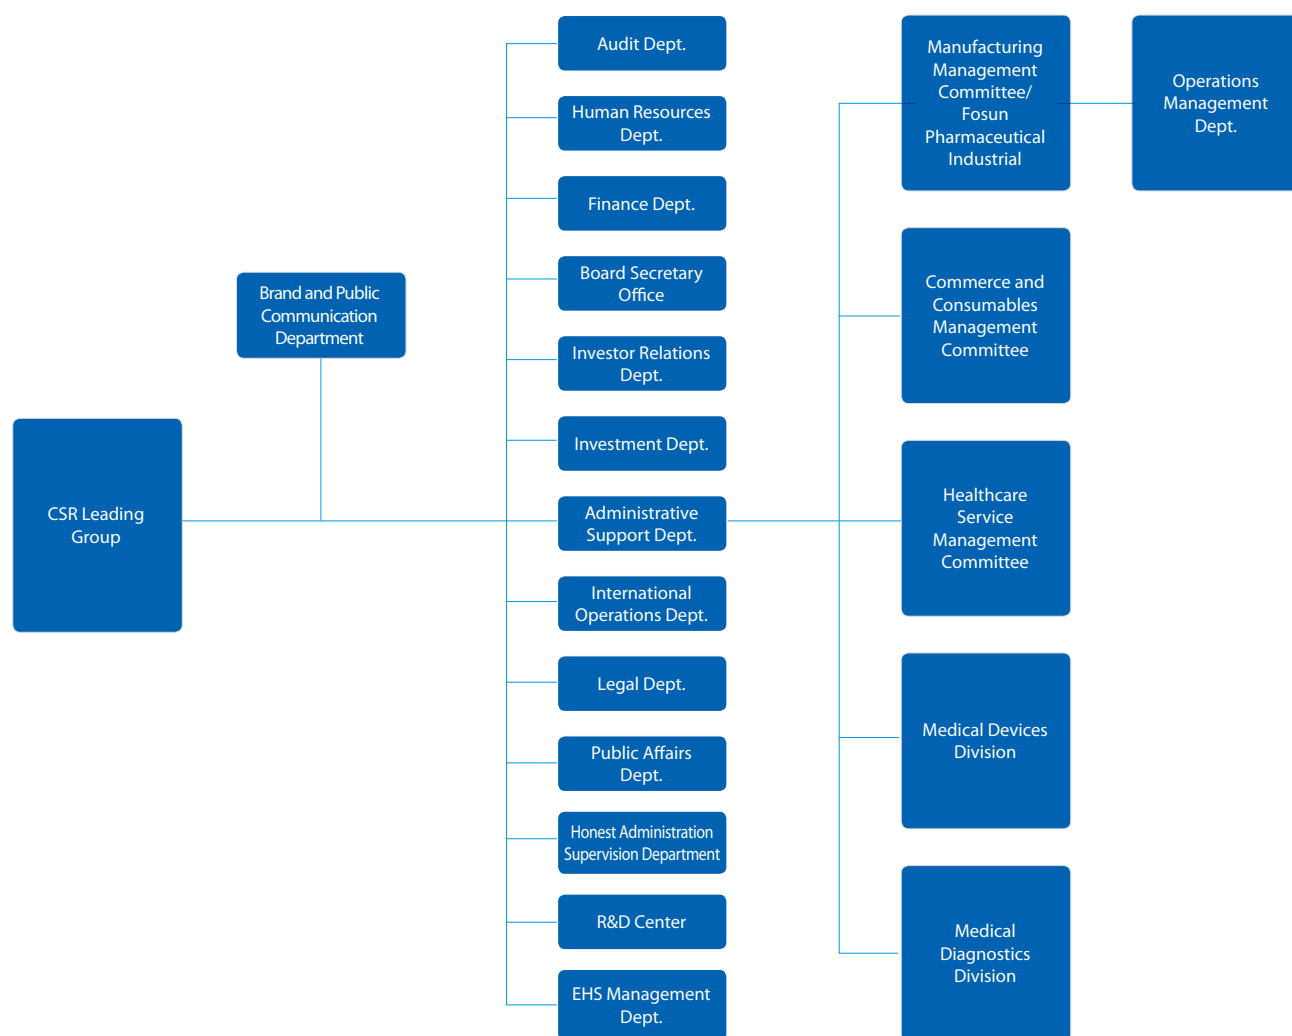 CSR Leading
Group
Brand and Public
Communication
Department
Audit Dept.
Human Resources
Dept.
Finance Dept.
Board Secretary
Office
Investor Relations
Dept.
Investment Dept.
Administrative
Support Dept.
International
Operations Dept.
Legal Dept.
Public Affairs
Dept.
Honest Administration
Supervision Department
R&D Center
EHS Management
Dept.
Manufacturing
Management
Committee/
Fosun
Pharmaceutical
Industrial
Commerce and
Consumables
Management
Committee
Healthcare
Service
Management
Committee
Medical Devices
Division
Medical
Diagnostics
Division
Operations
Management
Dept.